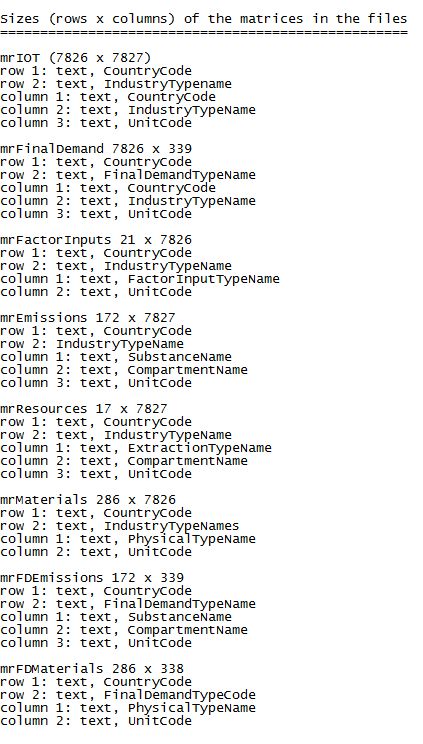 Sizes (rows x columns) of the matrices in the files
===================================================
mrIOT (7826 x 7827)
row 1: text, CountryCode
row 2: text, IndustryTypename
column 1: text, CountryCode
column 2: text, IndustryTypeName
column 3: text, UnitCode
mrFinalDemand 7826 x 339
row 1: text, CountryCode
row 2: text, FinalDemandTypeName
column 1: text, CountryCode
column 2: text, IndustryTypeName
column 3: text, UnitCode
mrFactorInputs 21 x 7826
row 1: text, CountryCode
row 2: text, IndustryTypeName
column 1: text, FactorInputTypeName
column 2: text, UnitCode
mrEmissions 172 x 7827
row 1: text, CountryCode
row 2: IndustryTypeName
column 1: text, SubstanceName
column 2: text, CompartmentName
column 3: text, UnitCode
mrResources 17 x 7827
row 1: text, CountryCode
row 2: text, IndustryTypeName
column 1: text, ExtractionTypeName
column 2: text, CompartmentName
column 3: text, UnitCode
mrMaterials 286 x 7826
row 1: text, CountryCode
row 2: text, IndustryTypeNames
column 1: text, PhysicalTypeName
column 2: text, UnitCode
mrFDEmissions 172 x 339
row 1: text, CountryCode
row 2: text, FinalDemandTypeName
column 1: text, SubstanceName
column 2: text, CompartmentName
column 3: text, UnitCode
mrFDMaterials 286 x 338
row 1: text, CountryCode
row 2: text, FinalDemandTypeCode
column 1: text, PhysicalTypeName
column 2: text, UnitCode